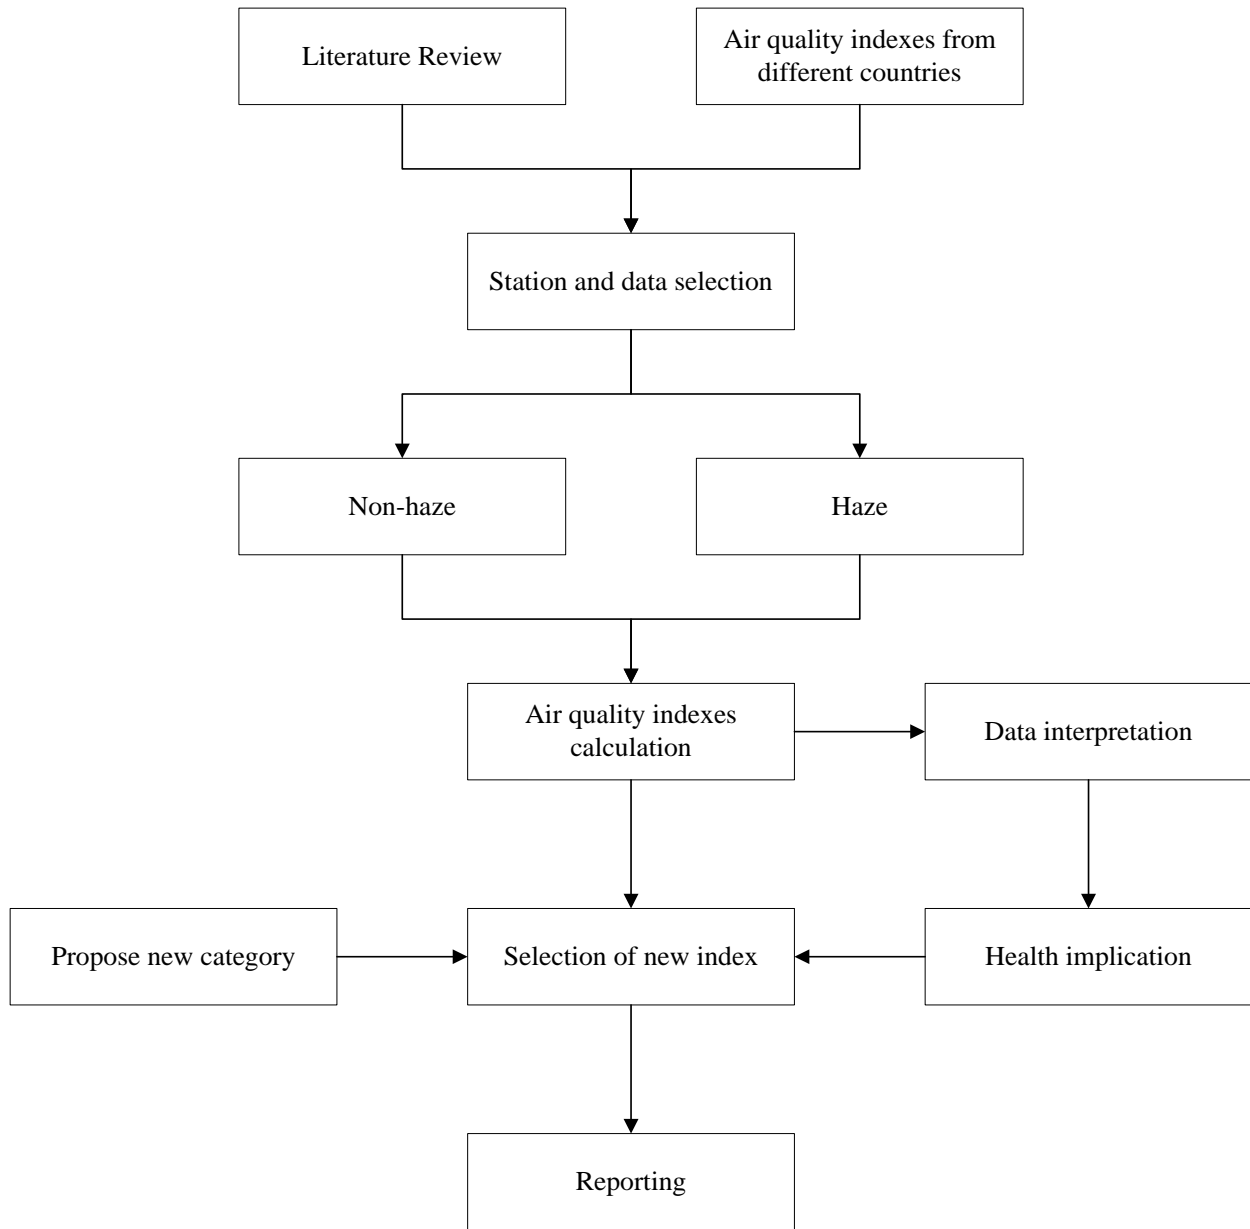 Literature Review
Air quality indexes from
different countries
Station and data selection
Non-haze
Haze
Air quality indexes
calculation
Data interpretation
Propose new category
Selection of new index
Health implication
Reporting